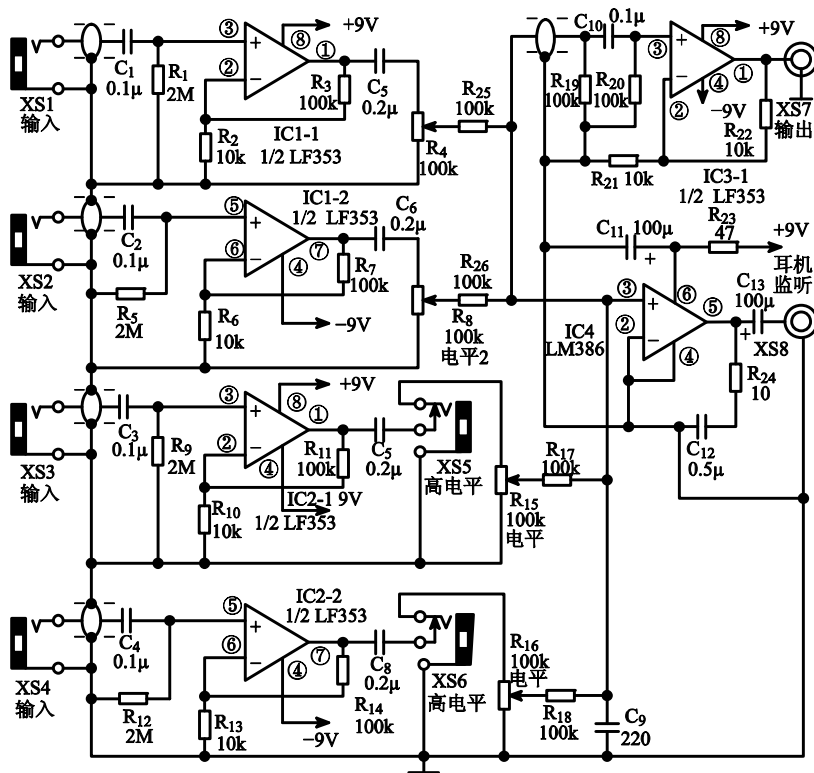 ③
+
②
−
⑧
+9V
①
C1
0.1μ
R1
2M
XS1
输入
R3
100k
C5
0.2μ
R2
10k
IC1-1
1/2 LF353
R4
100k
R25
100k
C10
0.1μ
③
+
②
−
⑧
+9V
①
④
−9V
R19
100k
R20
100k
XS7
输出
R22
10k
R21 10k
IC3-1
1/2 LF353
IC1-2
1/2 LF353
C6
0.2μ
C2
0.1μ
⑤
+
⑥
−
⑦
④
−9V
XS2
输入
R5
2M
R6
10k
R7
100k
R26
100k
R8
100k
电平2
C11 100μ
+
R23
47
+9V
耳机
监听
③
+
②
−
⑥
⑤
④
IC4
LM386
C13
100μ
+
XS8
R24
10
C12
0.5μ
C3
0.1μ
③
+
②
−
⑧
+9V
①
④
XS3
输入
R9
2M
R10
10k
R11
100k
C5
0.2μ
IC2-1 9V
1/2 LF353
XS5
高电平
R15
100k
电平
R17
100k
C4
0.1μ
⑤
+
⑥
−
⑦
④
−9V
IC2-2
1/2 LF353
XS4
输入
R12
2M
R13
10k
R14
100k
C8
0.2μ
XS6
高电平
R16
100k
电平
R18
100k
C9
220